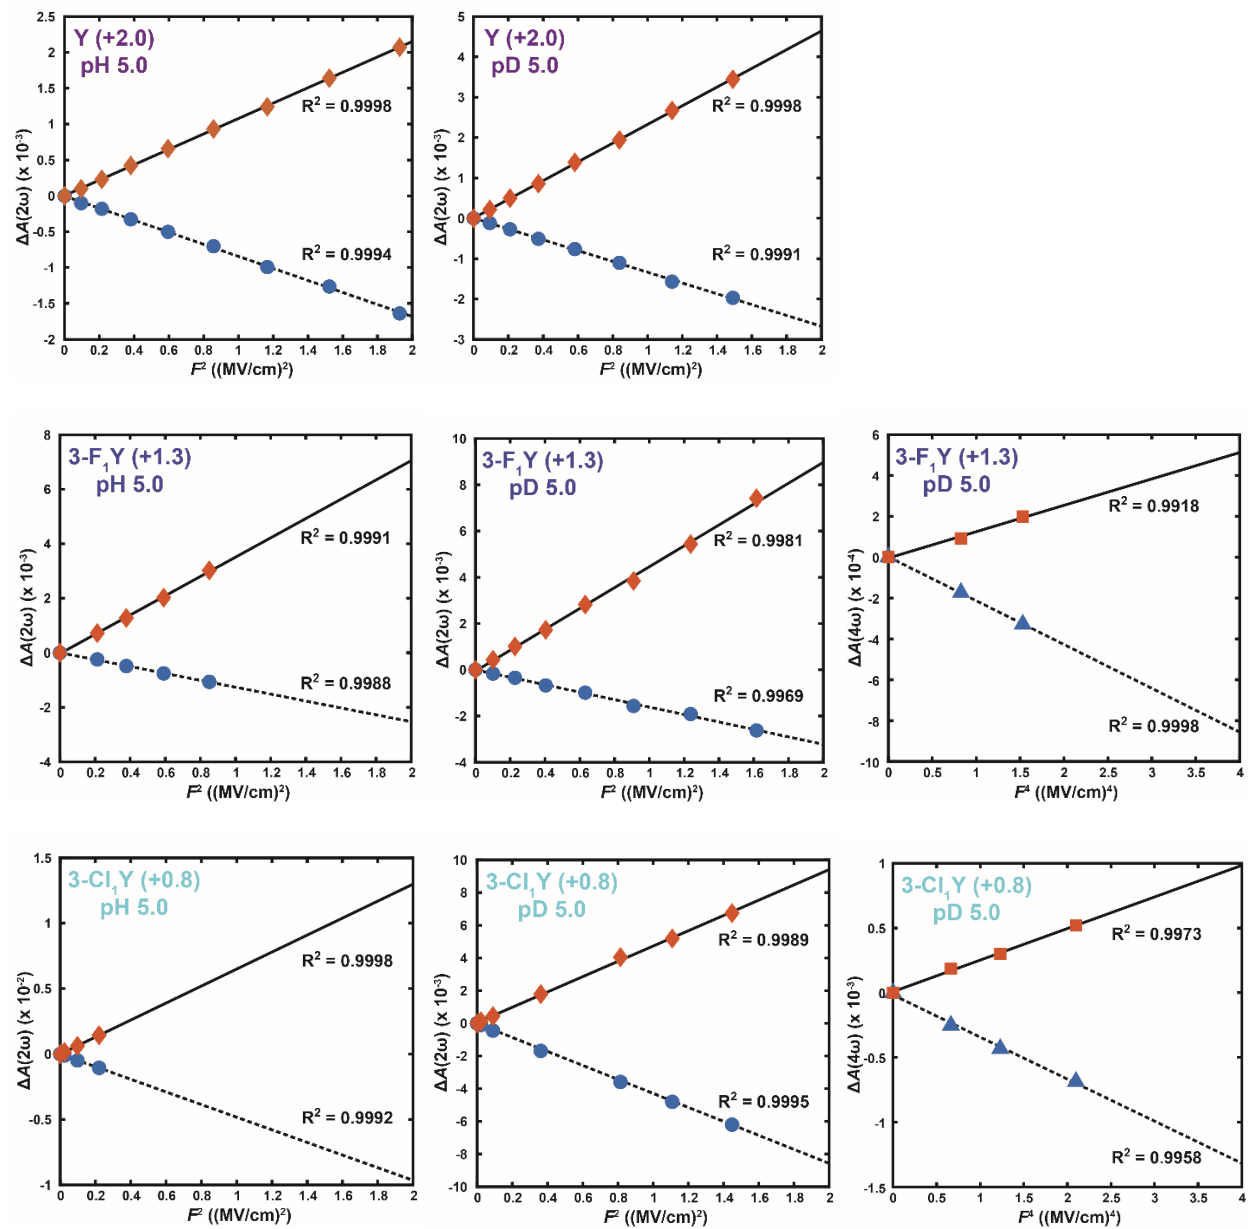 Y (+2.0)
pH 5.0
R² = 0.9998
R² = 0.9994
ΔA(2ω) (x 10⁻³)
2.5
2
1.5
1
0.5
0
-0.5
-1
-1.5
-2
0 0.2 0.4 0.6 0.8 1 1.2 1.4 1.6 1.8 2
F² ((MV/cm)²)
Y (+2.0)
pD 5.0
R² = 0.9998
R² = 0.9991
ΔA(2ω) (x 10⁻³)
5
4
3
2
1
0
-1
-2
-3
0 0.2 0.4 0.6 0.8 1 1.2 1.4 1.6 1.8 2
F² ((MV/cm)²)
3-F₁Y (+1.3)
pH 5.0
R² = 0.9991
R² = 0.9988
ΔA(2ω) (x 10⁻³)
8
6
4
2
0
-2
-4
0 0.2 0.4 0.6 0.8 1 1.2 1.4 1.6 1.8 2
F² ((MV/cm)²)
3-F₁Y (+1.3)
pD 5.0
R² = 0.9981
R² = 0.9969
ΔA(2ω) (x 10⁻³)
10
8
6
4
2
0
-2
-4
0 0.2 0.4 0.6 0.8 1 1.2 1.4 1.6 1.8 2
F² ((MV/cm)²)
3-F₁Y (+1.3)
pD 5.0
R² = 0.9918
R² = 0.9998
ΔA(4ω) (x 10⁻⁴)
6
4
2
0
-2
-4
-6
-8
-10
0 0.5 1 1.5 2 2.5 3 3.5 4
F⁴ ((MV/cm)⁴)
3-Cl₁Y (+0.8)
pH 5.0
R² = 0.9998
R² = 0.9992
ΔA(2ω) (x 10⁻²)
1.5
1
0.5
0
-0.5
-1
0 0.2 0.4 0.6 0.8 1 1.2 1.4 1.6 1.8 2
F² ((MV/cm)²)
3-Cl₁Y (+0.8)
pD 5.0
R² = 0.9989
R² = 0.9995
ΔA(2ω) (x 10⁻³)
10
8
6
4
2
0
-2
-4
-6
-8
-10
0 0.2 0.4 0.6 0.8 1 1.2 1.4 1.6 1.8 2
F² ((MV/cm)²)
3-Cl₁Y (+0.8)
pD 5.0
R² = 0.9973
R² = 0.9958
ΔA(4ω) (x 10⁻³)
1
0.5
0
-0.5
-1
-1.5
0 0.5 1 1.5 2 2.5 3 3.5 4
F⁴ ((MV/cm)⁴)